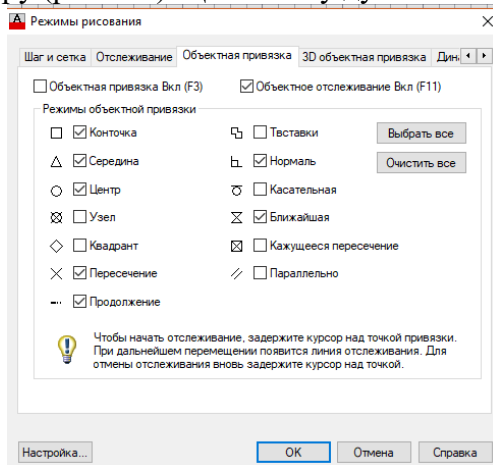 Режимы рисования
Шаг и сетка Отслеживание Объектная привязка 3D объектная привязка Дин
Объектная привязка Вкл (F3) Объектное отслеживание Вкл (F11)
Режимы объектной привязки
Конточка Твставки Выбрать все
Середина Нормаль Очистить все
Центр Касательная
Узел Ближайшая
Квадрант Кажущееся пересечение
Пересечение Параллельно
Продолжение
Чтобы начать отслеживание, задержите курсор над точкой привязки.
При дальнейшем перемещении появится линия отслеживания. Для
отмены отслеживания вновь задержите курсор над точкой.
Настройка... OK Отмена Справка